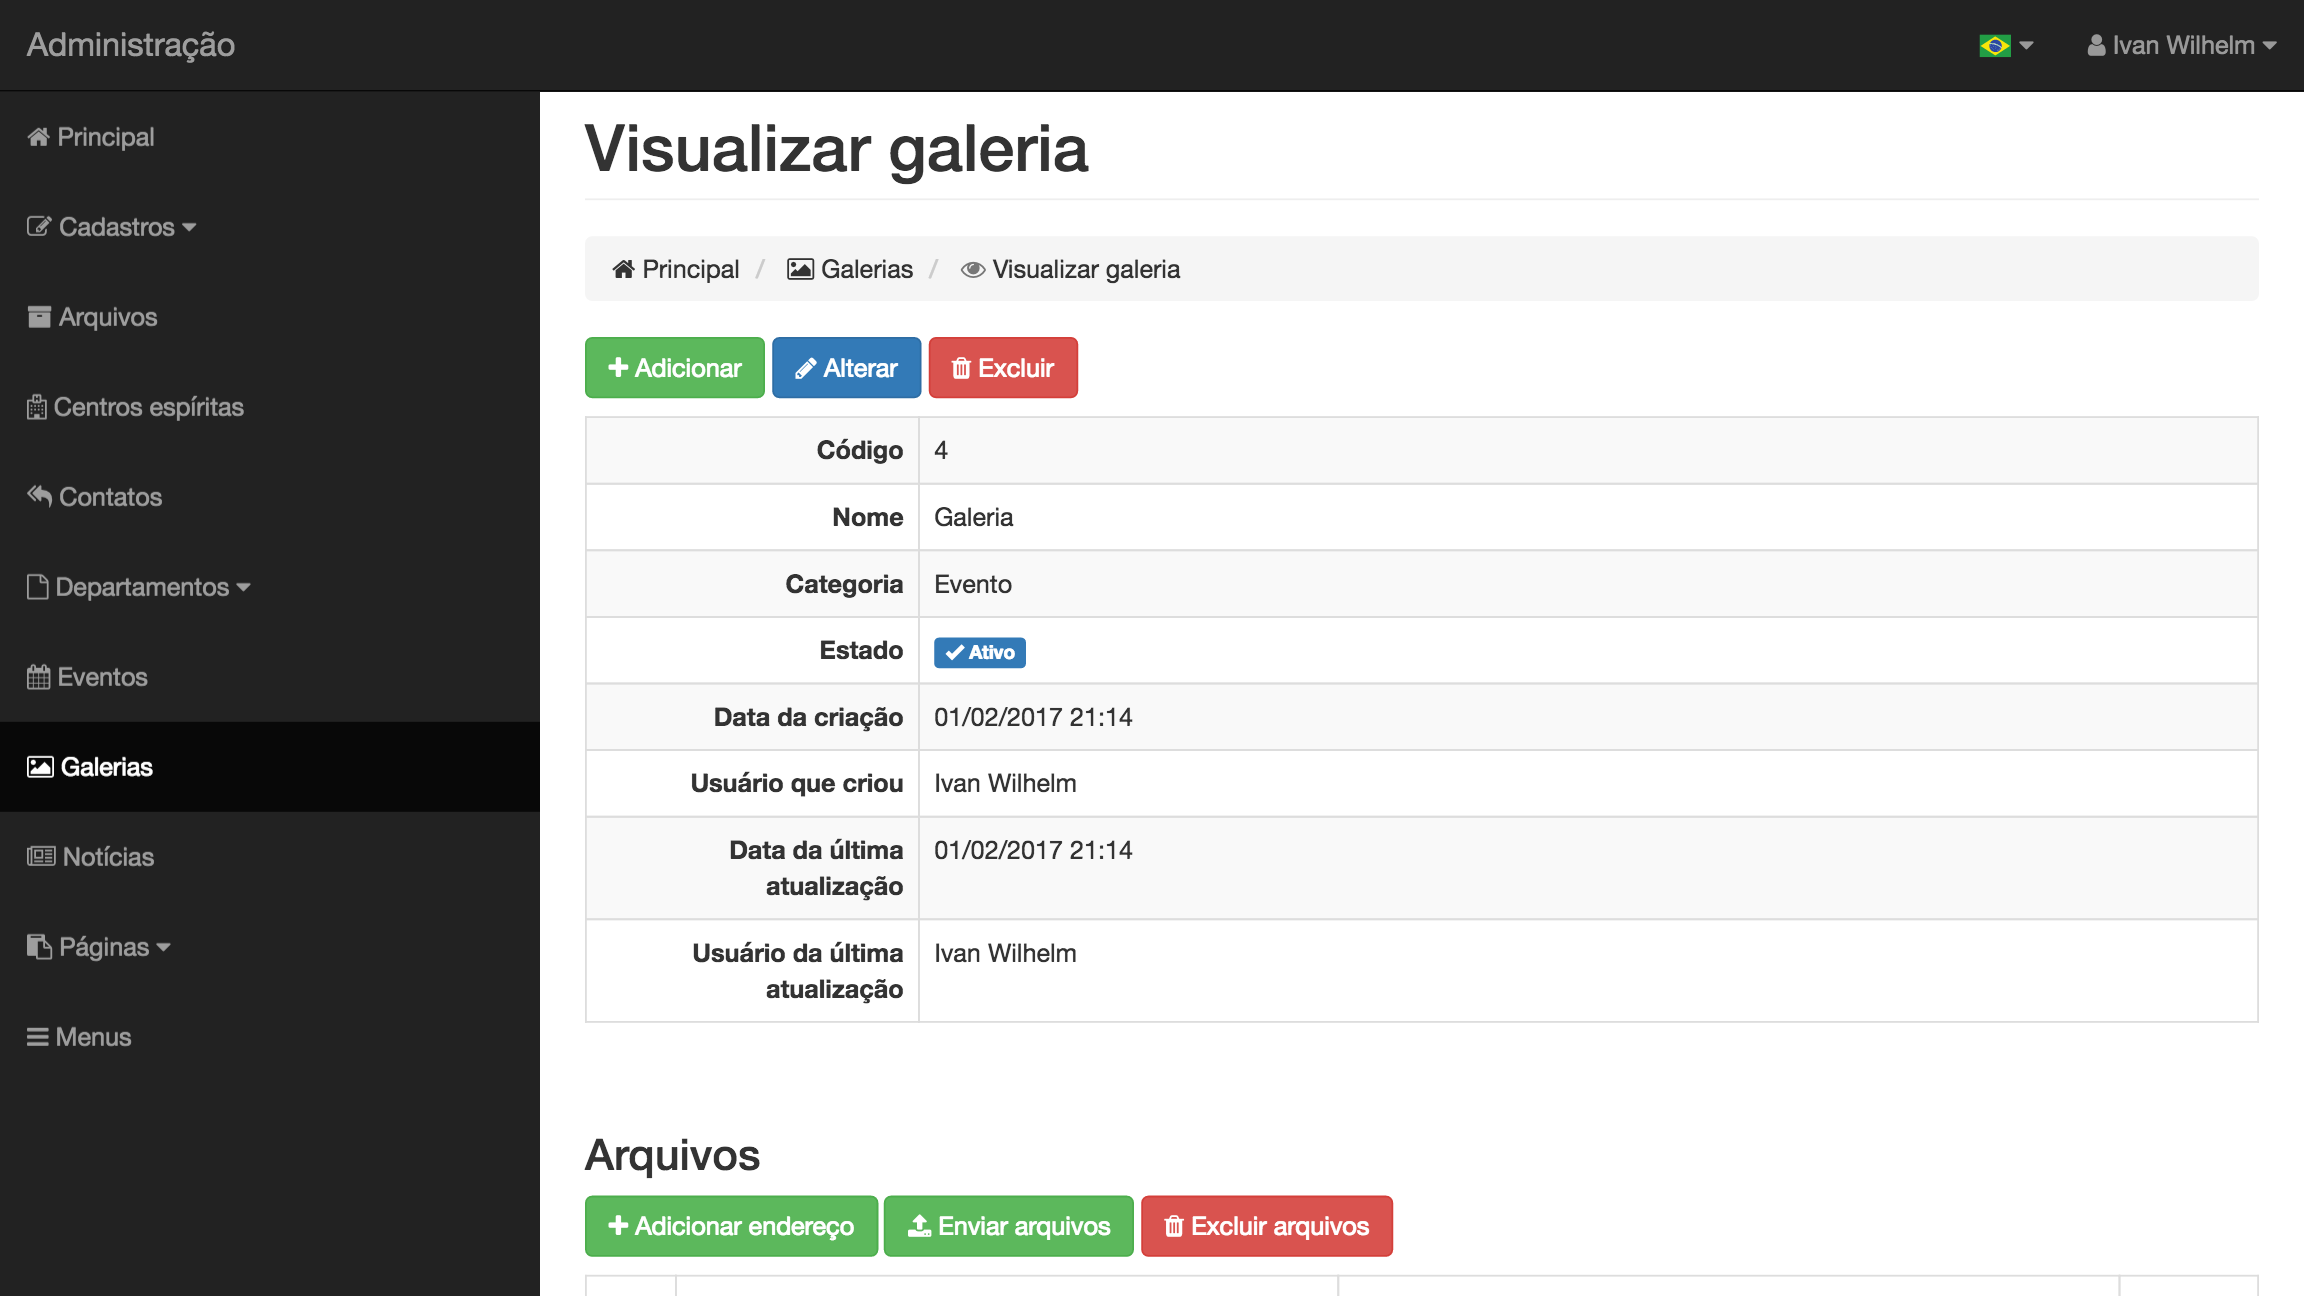 Administração
Ivan Wilhelm
Principal
Cadastros
Arquivos
Centros espíritas
Contatos
Departamentos
Eventos
Galerias
Notícias
Páginas
Menus
Visualizar galeria
Principal / Galerias / Visualizar galeria
Adicionar Alterar Excluir
Código 4
Nome Galeria
Categoria Evento
Estado Ativo
Data da criação 01/02/2017 21:14
Usuário que criou Ivan Wilhelm
Data da última 01/02/2017 21:14
atualização
Usuário da última Ivan Wilhelm
atualização
Arquivos
Adicionar endereço Enviar arquivos Excluir arquivos